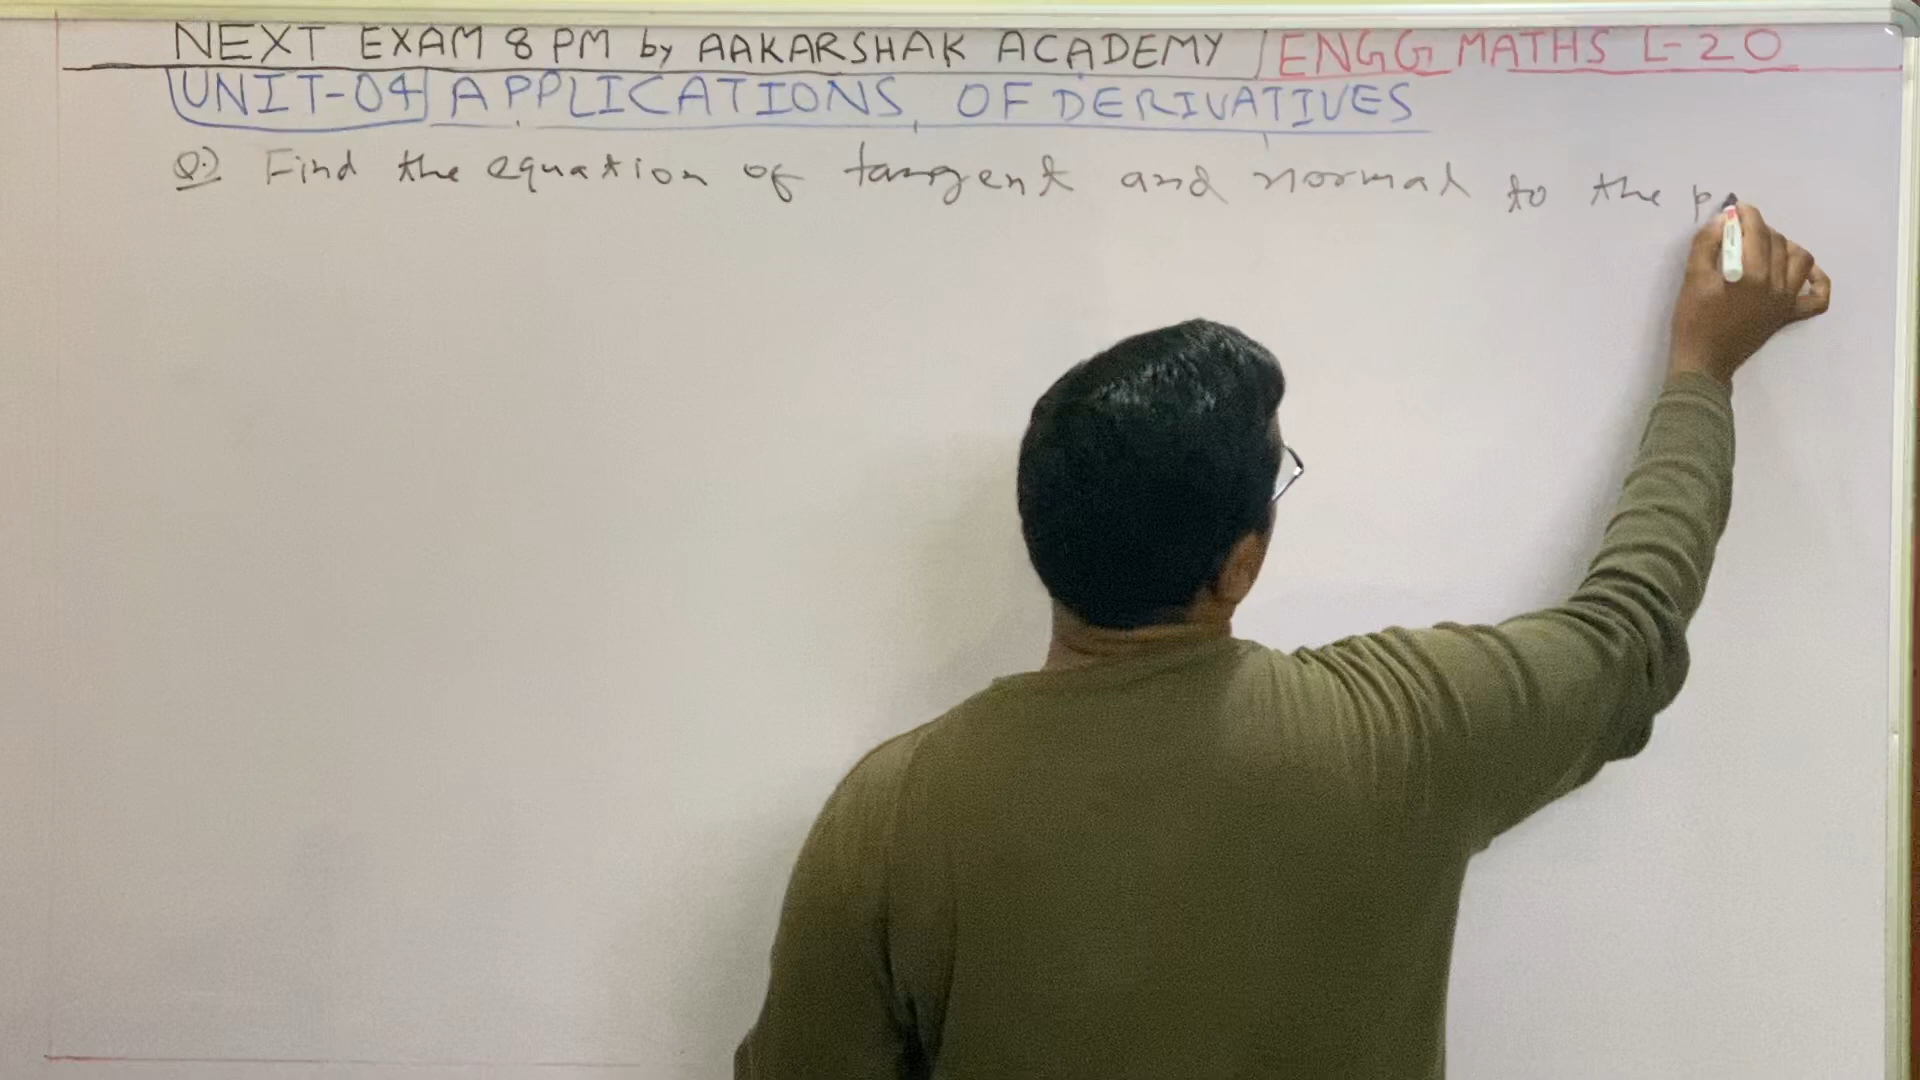 NEXT EXAM 8 PM by AAKARSHAK ACADEMY ENGG MATHS L-20
UNIT-04 APPLICATIONS OF DERIVATIVES
Q.) Find the equation of tangent and normal to the